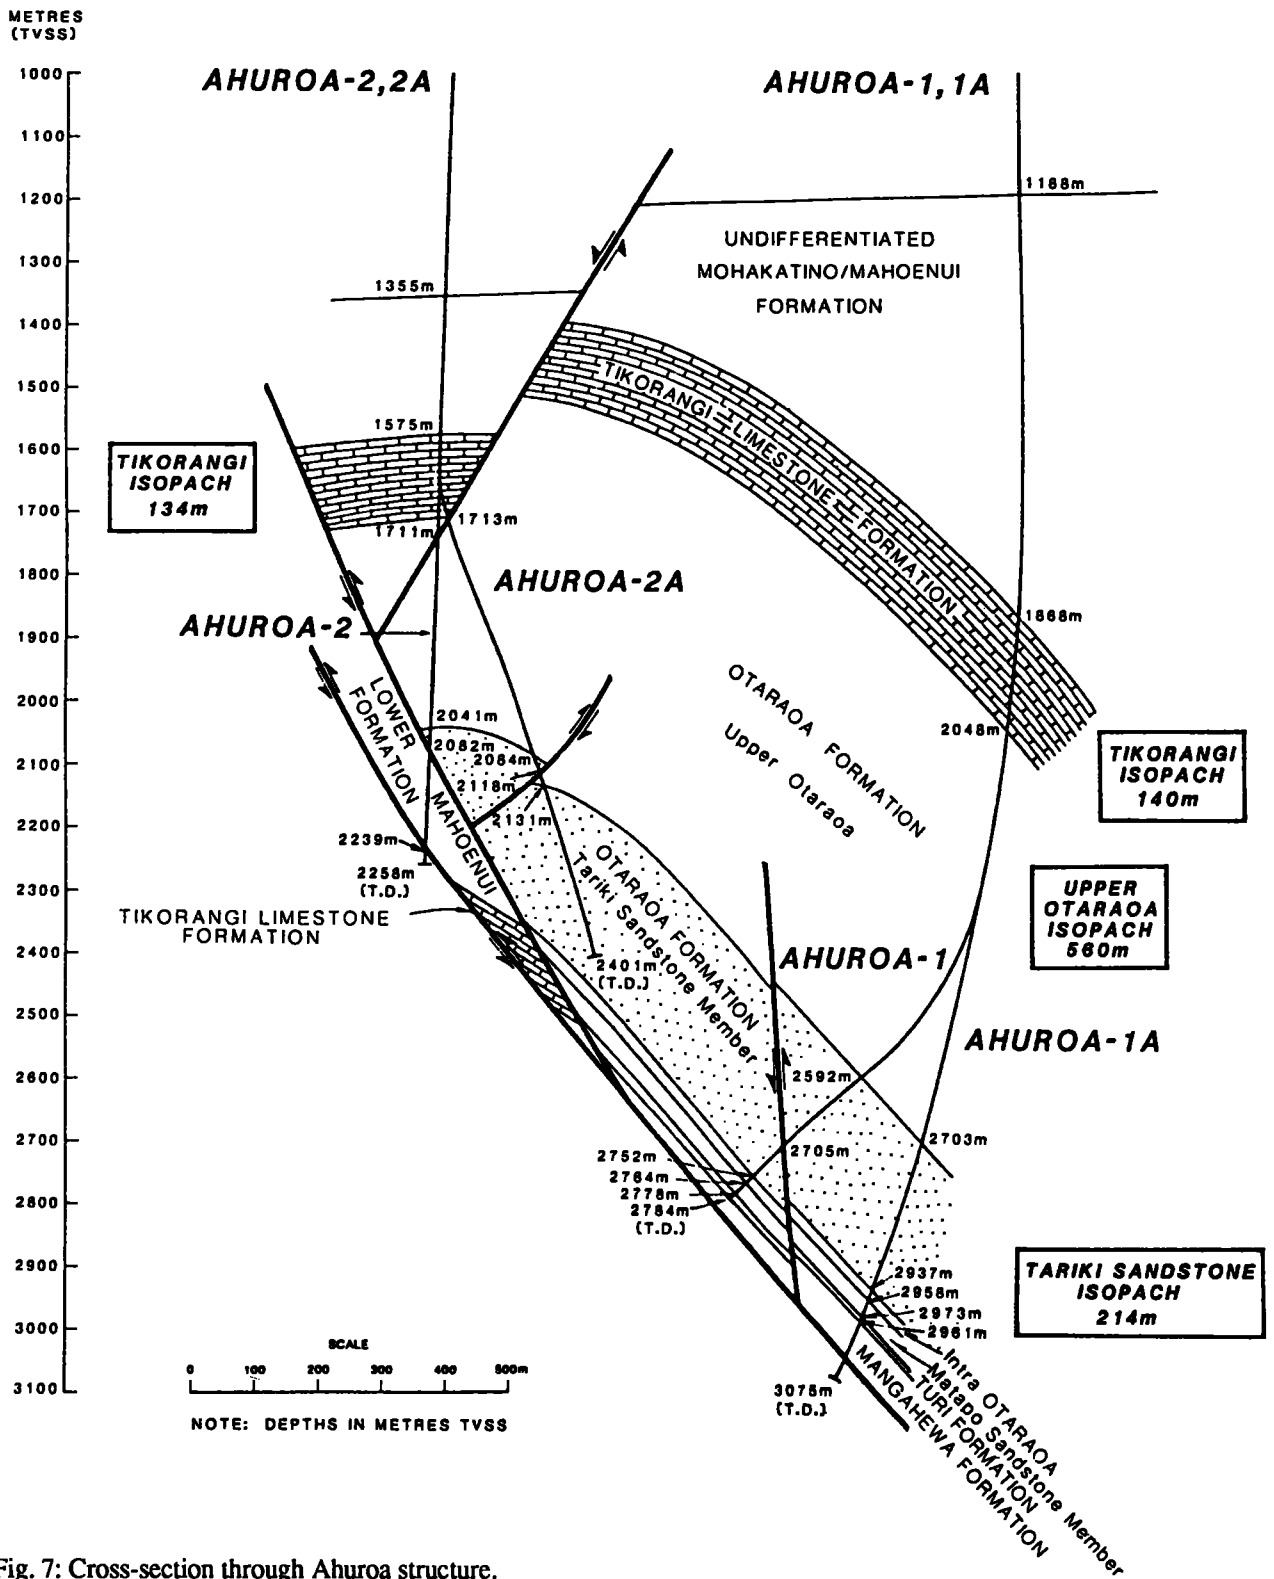 METRES
(TVSS)
1000
1100
1200
1300
1400
1500
1600
1700
1800
1900
2000
2100
2200
2300
2400
2500
2600
2700
2800
2900
3000
3100
AHUROA-2,2A
AHUROA-1,1A
1188m
UNDIFFERENTIATED
MOHAKATINO/MAHOENUI
FORMATION
1355m
TIKORANGI LIMESTONE FORMATION
1575m
TIKORANGI
ISOPACH
134m
1711m
1713m
AHUROA-2A
AHUROA-2
1868m
LOWER MAHOENUI
FORMATION
OTARAOA FORMATION
Upper Otaraoa
2041m
2082m
2084m
2118m
2131m
2048m
TIKORANGI
ISOPACH
140m
2239m
2258m
(T.D.)
OTARAOA FORMATION
Tariki Sandstone Member
UPPER
OTARAOA
ISOPACH
560m
TIKORANGI LIMESTONE
FORMATION
2401m
(T.D.)
AHUROA-1
AHUROA-1A
2592m
2703m
2705m
2752m
2764m
2778m
2784m
(T.D.)
TARIKI SANDSTONE
ISOPACH
214m
2937m
2958m
2973m
2961m
3075m
(T.D.)
Intra OTARAOA
Matapo Sandstone Member
TURI FORMATION
MANGAHEWA FORMATION
SCALE
0 100 200 300 400 500m
NOTE: DEPTHS IN METRES TVSS
Fig. 7: Cross-section through Ahuroa structure.